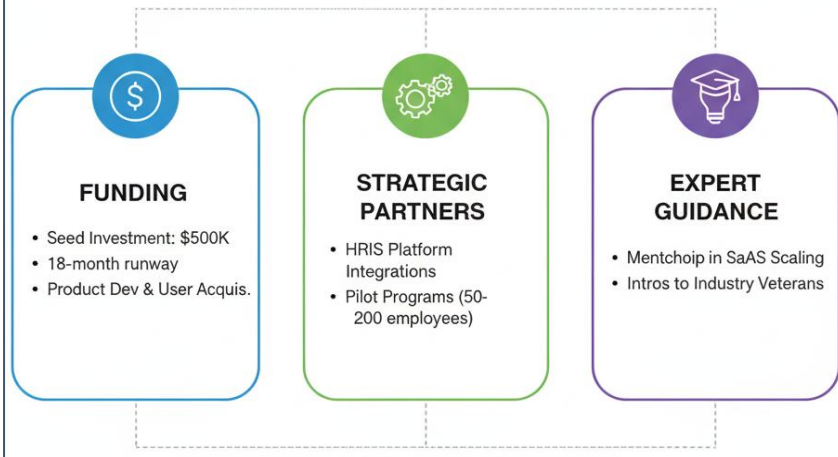 $
FUNDING
• Seed Investment: $500K
• 18-month runway
• Product Dev & User Acquis.
STRATEGIC
PARTNERS
• HRIS Platform
Integrations
• Pilot Programs (50-
200 employees)
EXPERT
GUIDANCE
• Mentchoip in SaaS Scaling
• Intros to Industry Veterans